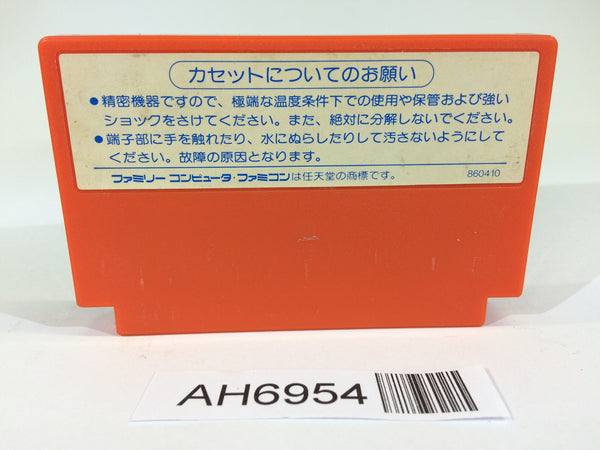 カセットについてのお願い
●精密機器ですので、極端な温度条件下での使用や保管および強い
ショックをさけてください。また、絶対に分解しないでください。
●端子部に手を触れたり、水にぬらしたりして汚さないようにして
ください。故障の原因となります。
ファミリーコンピュータ・ファミコンは任天堂の商標です。 860410
AH6954